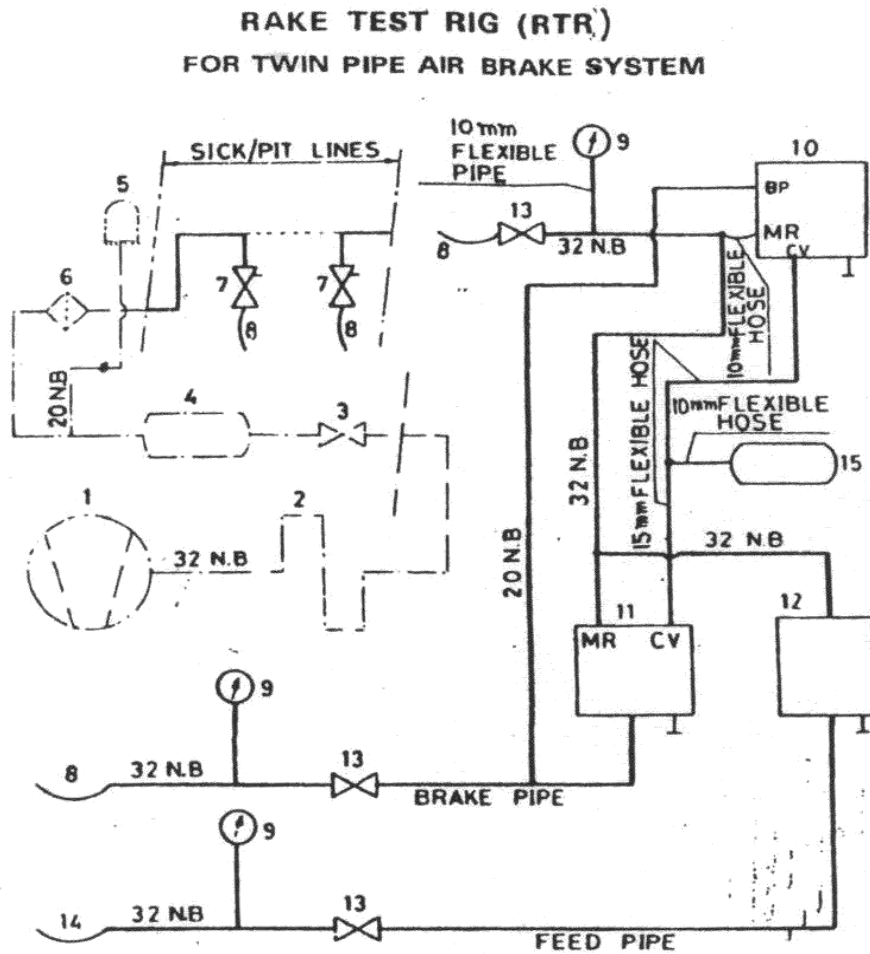 RAKE TEST RIG (RTR)
FOR TWIN PIPE AIR BRAKE SYSTEM
SICK/PIT LINES
10mm
FLEXIBLE
PIPE
9
10
BP
MR
CV
5
13
8
32 N.B
6
7
7
8
8
10mm FLEXIBLE
HOSE
20 N.B
4
3
15mm FLEXIBLE HOSE
10mm FLEXIBLE
HOSE
15
32 N.B
1
2
32 N.B
20 N.B
32 N.B
11
12
MR
CV
9
8
32 N.B
13
BRAKE PIPE
9
14
32 N.B
13
FEED PIPE